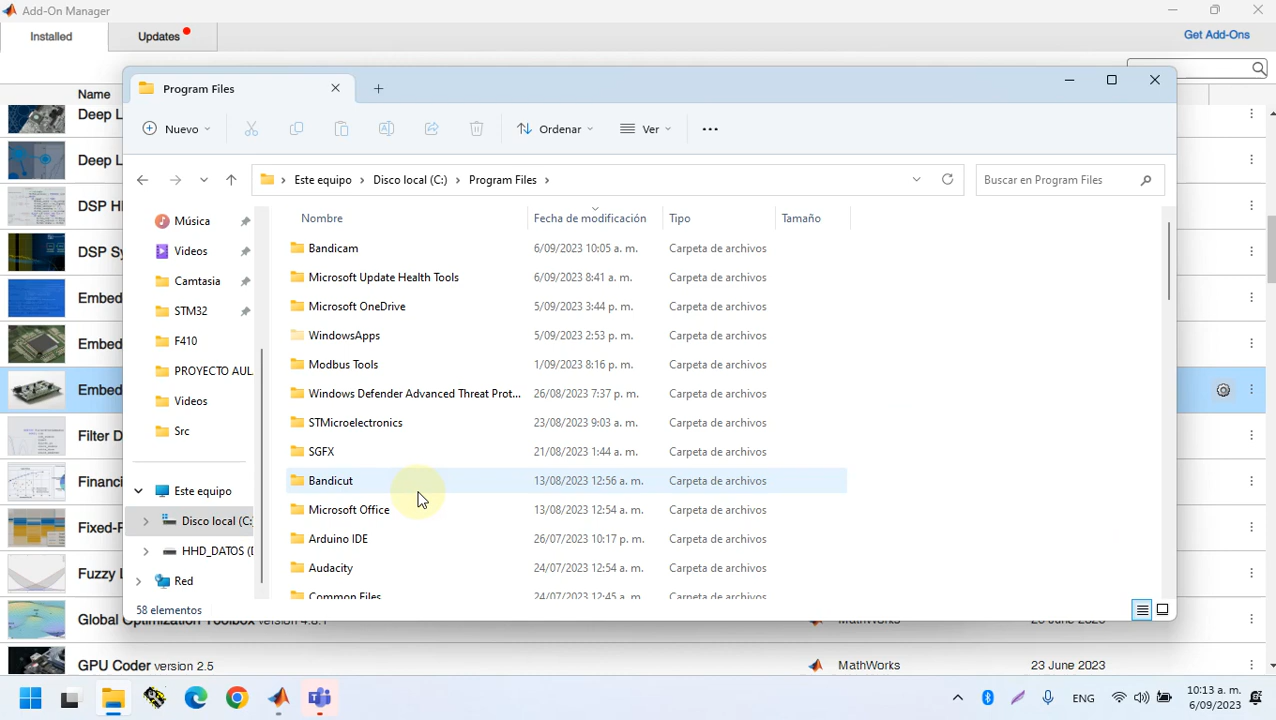 Add-On Manager
Installed
Updates
Get Add-Ons
Name
Deep L
Deep L
DSP H
DSP Sy
Embed
Embed
Embed
Filter D
Financi
Fixed-P
Fuzzy L
GPU Coder version 2.5
MathWorks
23 June 2023
Program Files
Nuevo
Ordenar
Ver
Este equipo > Disco local (C:) > Program Files >
Buscar en Program Files
Nombre
Fecha de modificación
Tipo
Tamaño
Música
Videos
Camtasia
STM32
F410
PROYECTO AUL
Videos
Src
Este equipo
Disco local (C:
HHD_DATOS (
Red
Bandicam 6/09/2023 10:05 a. m. Carpeta de archivos
Microsoft Update Health Tools 6/09/2023 8:41 a. m. Carpeta de archivos
Microsoft OneDrive 5/09/2023 3:44 p. m. Carpeta de archivos
WindowsApps 5/09/2023 2:53 p. m. Carpeta de archivos
Modbus Tools 1/09/2023 8:16 p. m. Carpeta de archivos
Windows Defender Advanced Threat Prot... 26/08/2023 7:37 p. m. Carpeta de archivos
STMicroelectronics 23/08/2023 9:03 a. m. Carpeta de archivos
SGFX 21/08/2023 1:44 a. m. Carpeta de archivos
Bandicut 13/08/2023 12:56 a. m. Carpeta de archivos
Microsoft Office 13/08/2023 12:54 a. m. Carpeta de archivos
Arduino IDE 26/07/2023 10:17 p. m. Carpeta de archivos
Audacity 24/07/2023 12:54 a. m. Carpeta de archivos
Common Files 24/07/2023 12:45 a. m. Carpeta de archivos
58 elementos
ENG
10:13 a. m.
6/09/2023